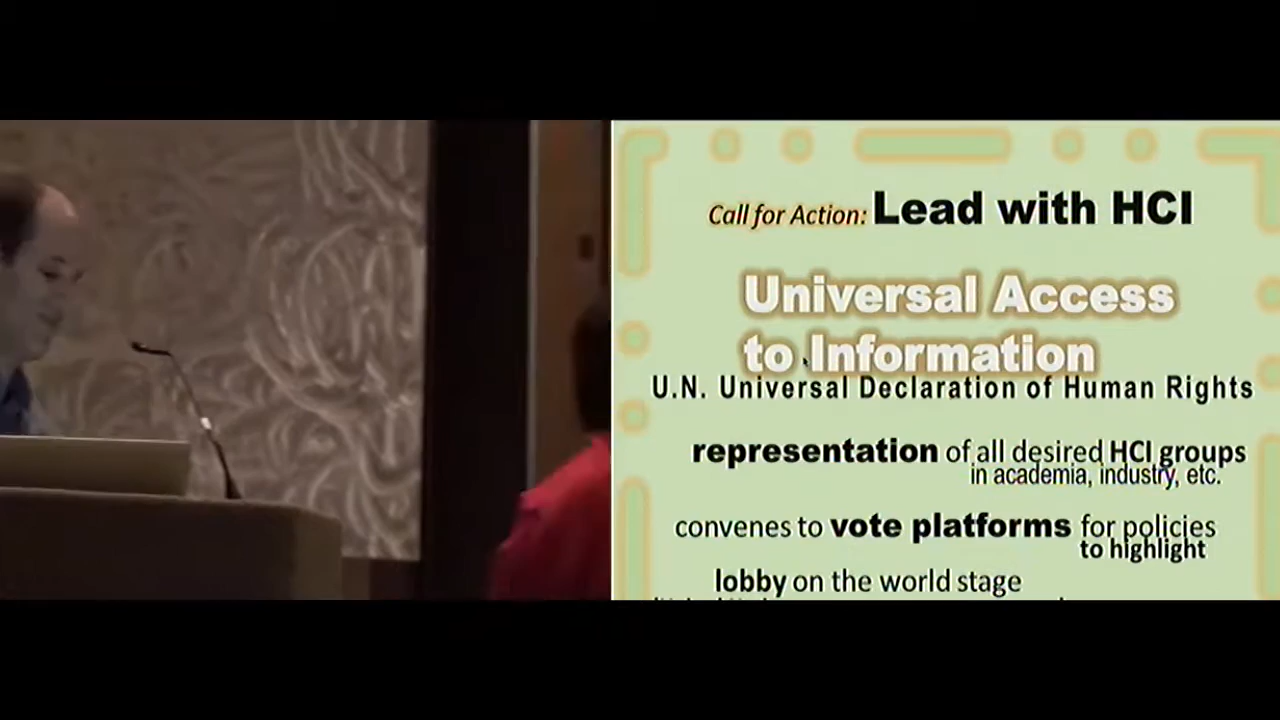 Call for Action: Lead with HCI
Universal Access
to Information
U.N. Universal Declaration of Human Rights
representation of all desired HCI groups
in academia, industry, etc.
convenes to vote platforms for policies
to highlight
lobby on the world stage